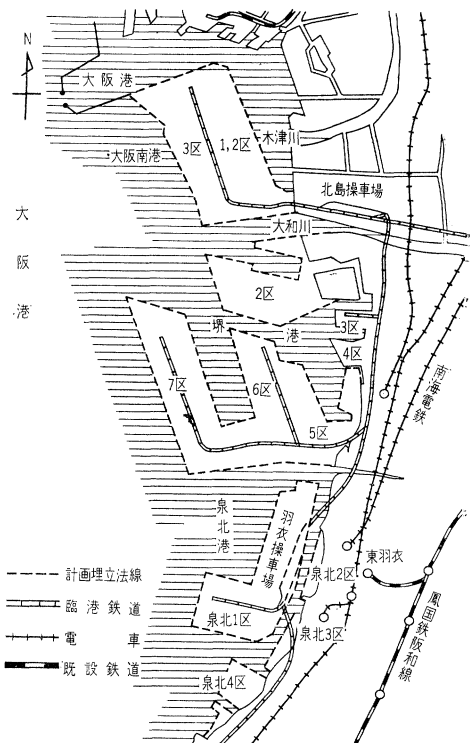 N
大阪港
大阪南港
3区
1,2区
木津川
北島操車場
大和川
大阪港
2区
堺港
3区
4区
7区
6区
5区
南海電鉄
泉北港
羽衣操車場
泉北2区
東羽衣
泉北1区
泉北3区
泉北4区
鳳国鉄阪和線
計画埋立法線
臨港鉄道
電車
既設鉄道